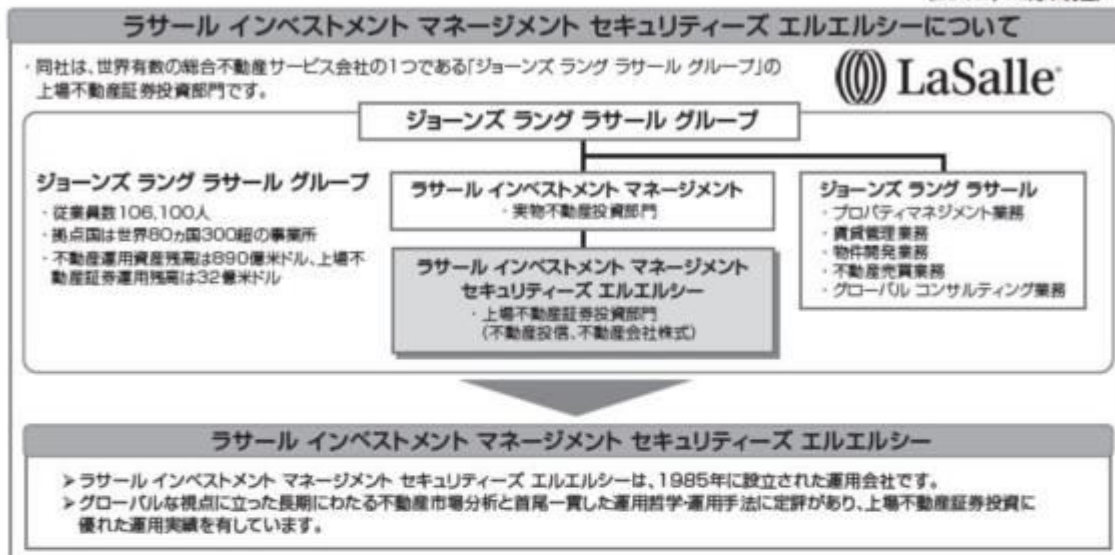 ラサール インベストメント マネージメント セキュリティーズ エルエルシーについて
・同社は、世界有数の総合不動産サービス会社の1つである「ジョーンズ ラング ラサール グループ」の
上場不動産証券投資部門です。
LaSalle
ジョーンズ ラング ラサール グループ
ジョーンズ ラング ラサール グループ
・従業員数106,100人
・拠点国は世界80ヵ国300超の事業所
・不動産運用資産残高は890億米ドル、上場不
動産証券運用残高は32億米ドル
ラサール インベストメント マネージメント
・実物不動産投資部門
ラサール インベストメント マネージメント
セキュリティーズ エルエルシー
・上場不動産証券投資部門
(不動産投信、不動産会社株式)
ジョーンズ ラング ラサール
・プロパティマネジメント業務
・賃貸管理業務
・物件開発業務
・不動産売買業務
・グローバル コンサルティング業務
ラサール インベストメント マネージメント セキュリティーズ エルエルシー
➢ラサール インベストメント マネージメント セキュリティーズ エルエルシーは、1985年に設立された運用会社です。
➢グローバルな視点に立った長期にわたる不動産市場分析と首尾一貫した運用哲学・運用手法に定評があり、上場不動産証券投資に
優れた運用実績を有しています。